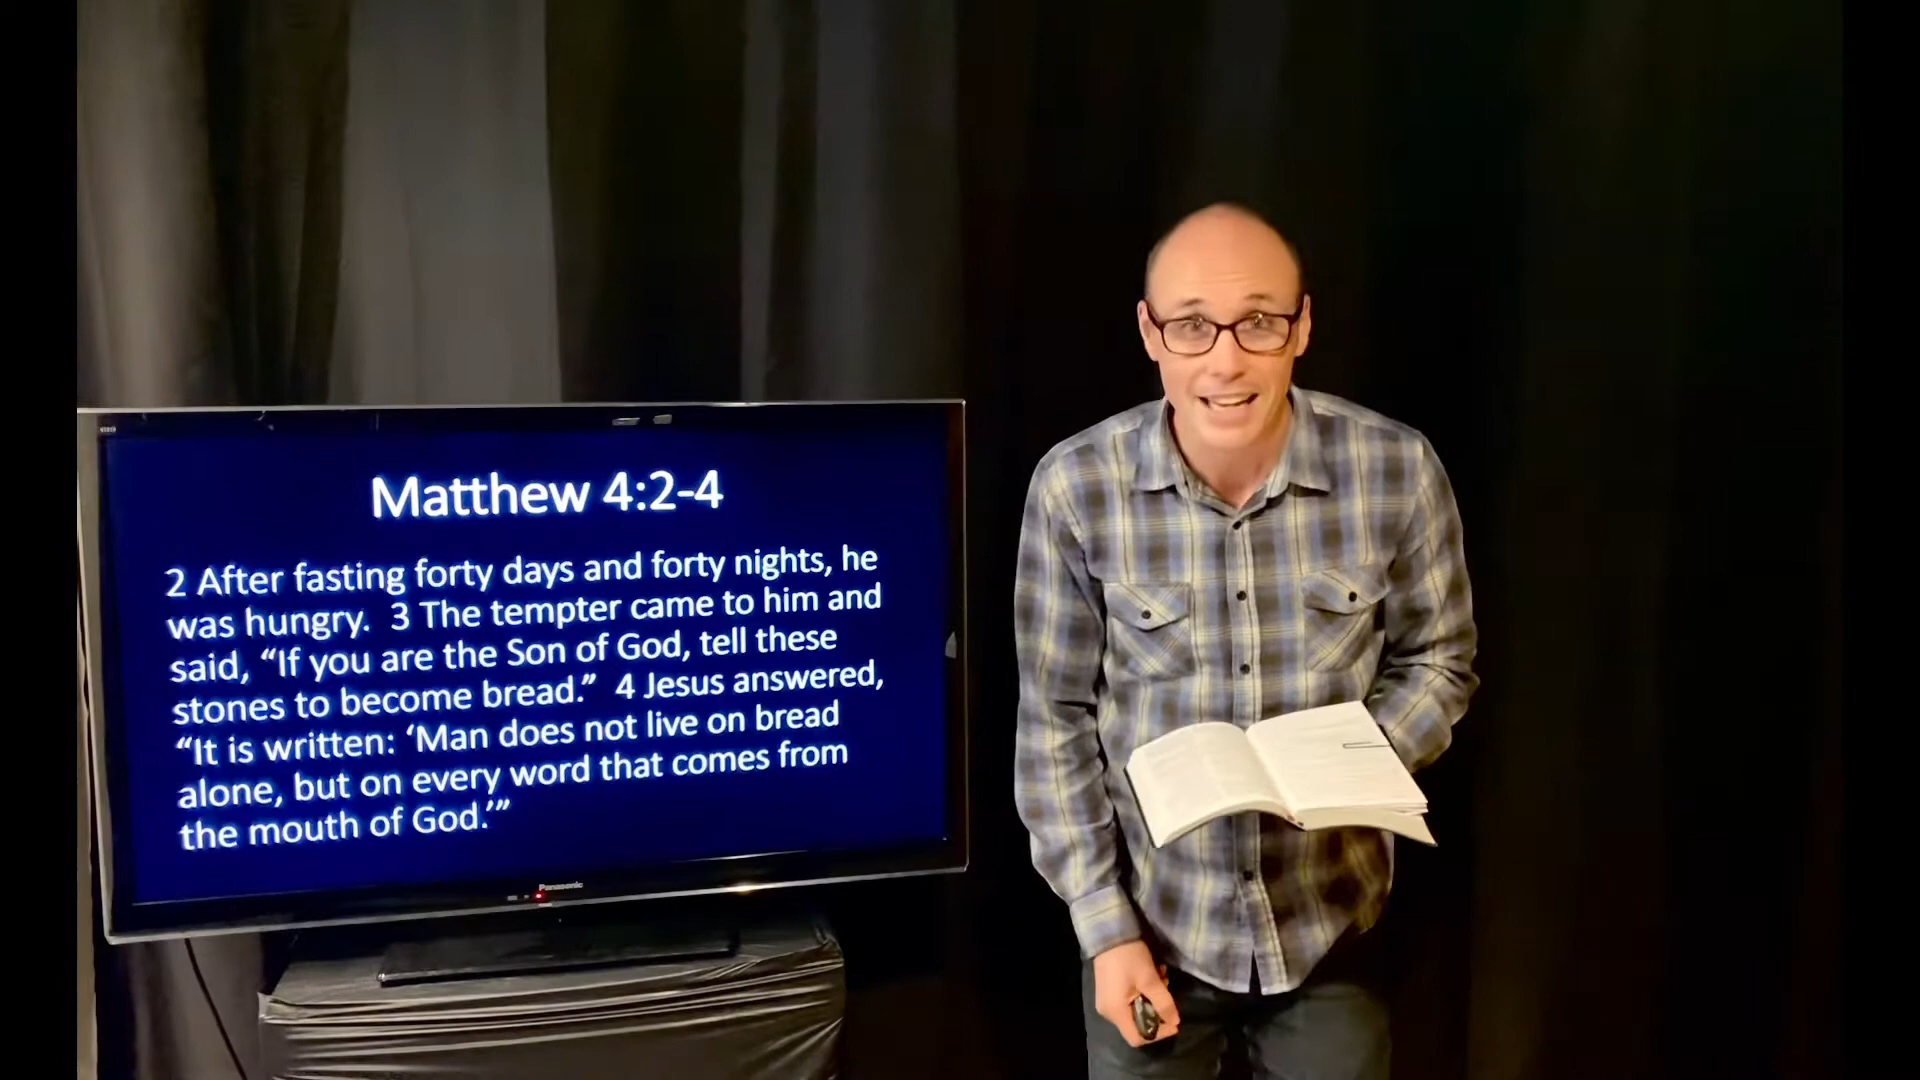 Matthew 4:2-4
2 After fasting forty days and forty nights, he
was hungry.  3 The tempter came to him and
said, “If you are the Son of God, tell these
stones to become bread.”  4 Jesus answered,
“It is written: ‘Man does not live on bread
alone, but on every word that comes from
the mouth of God.’”
Panasonic